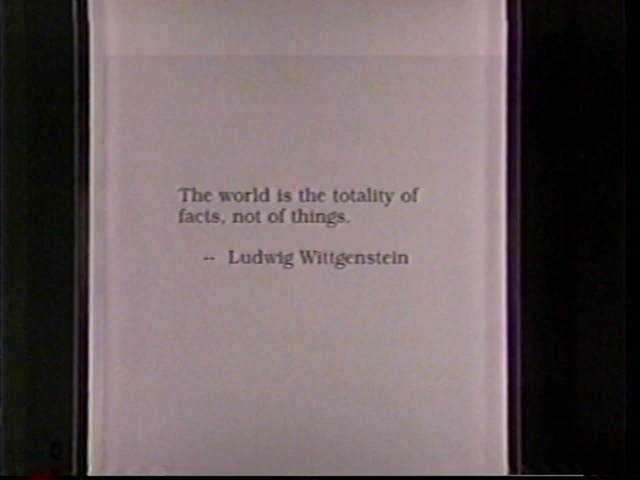 The world is the totality of
facts, not of things.
-- Ludwig Wittgenstein